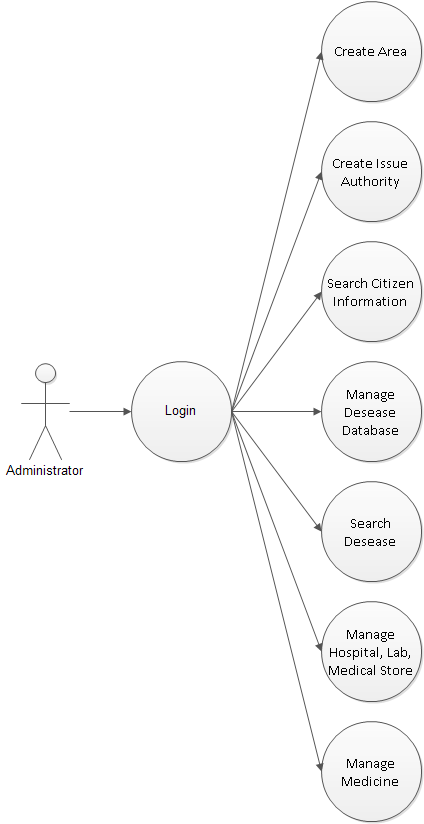 Create Area
Create Issue
Authority
Search Citizen
Information
Manage
Desease
Database
Login
Administrator
Search
Desease
Manage
Hospital, Lab,
Medical Store
Manage
Medicine